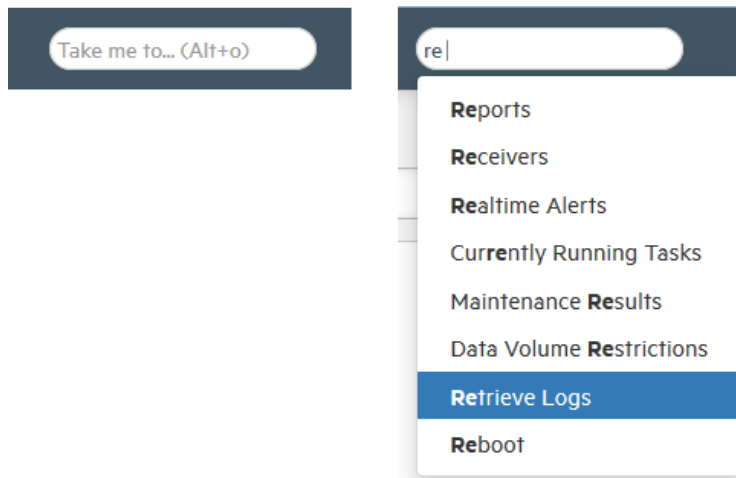 Take me to... (Alt+o)
re
Reports
Receivers
Realtime Alerts
Currently Running Tasks
Maintenance Results
Data Volume Restrictions
Retrieve Logs
Reboot